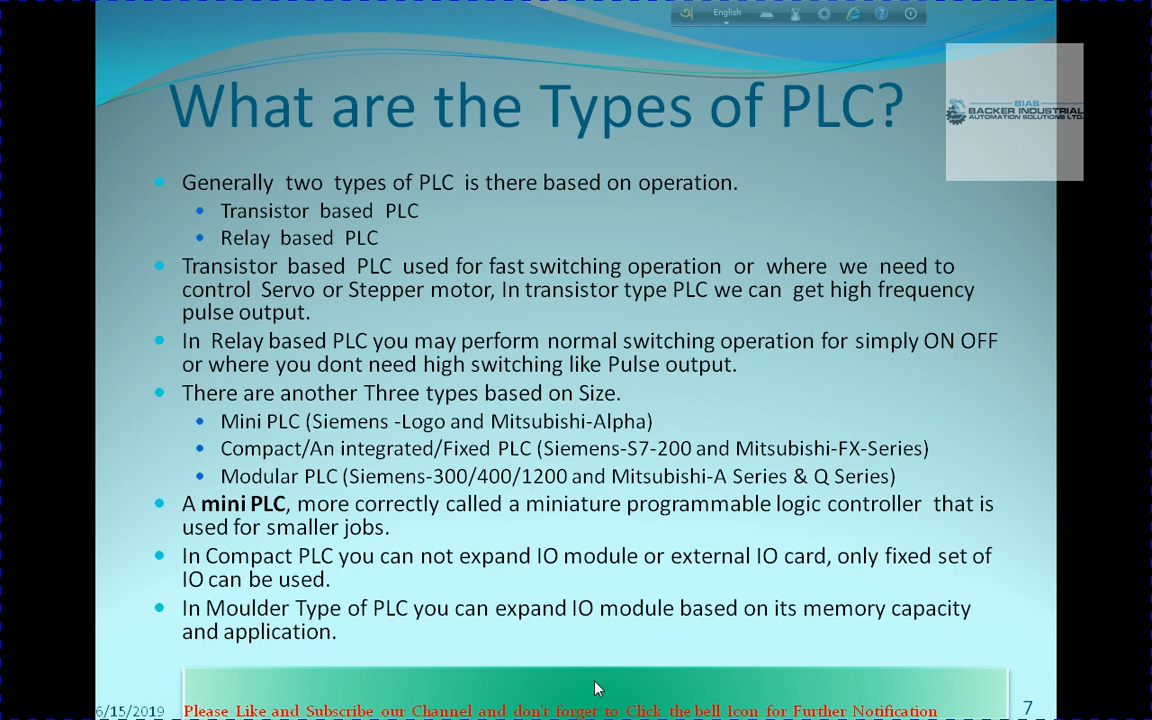 অ English
What are the Types of PLC?
BIAS
BACKER INDUSTRIAL
AUTOMATION SOLUTIONS LTD.
Generally two types of PLC is there based on operation.
Transistor based PLC
Relay based PLC
Transistor based PLC used for fast switching operation or where we need to
control Servo or Stepper motor, In transistor type PLC we can get high frequency
pulse output.
In Relay based PLC you may perform normal switching operation for simply ON OFF
or where you dont need high switching like Pulse output.
There are another Three types based on Size.
Mini PLC (Siemens -Logo and Mitsubishi-Alpha)
Compact/An integrated/Fixed PLC (Siemens-S7-200 and Mitsubishi-FX-Series)
Modular PLC (Siemens-300/400/1200 and Mitsubishi-A Series & Q Series)
A mini PLC, more correctly called a miniature programmable logic controller that is
used for smaller jobs.
In Compact PLC you can not expand IO module or external IO card, only fixed set of
IO can be used.
In Moulder Type of PLC you can expand IO module based on its memory capacity
and application.
6/15/2019 Please Like and Subscribe our Channel and don't forget to Click the bell Icon for Further Notification 7